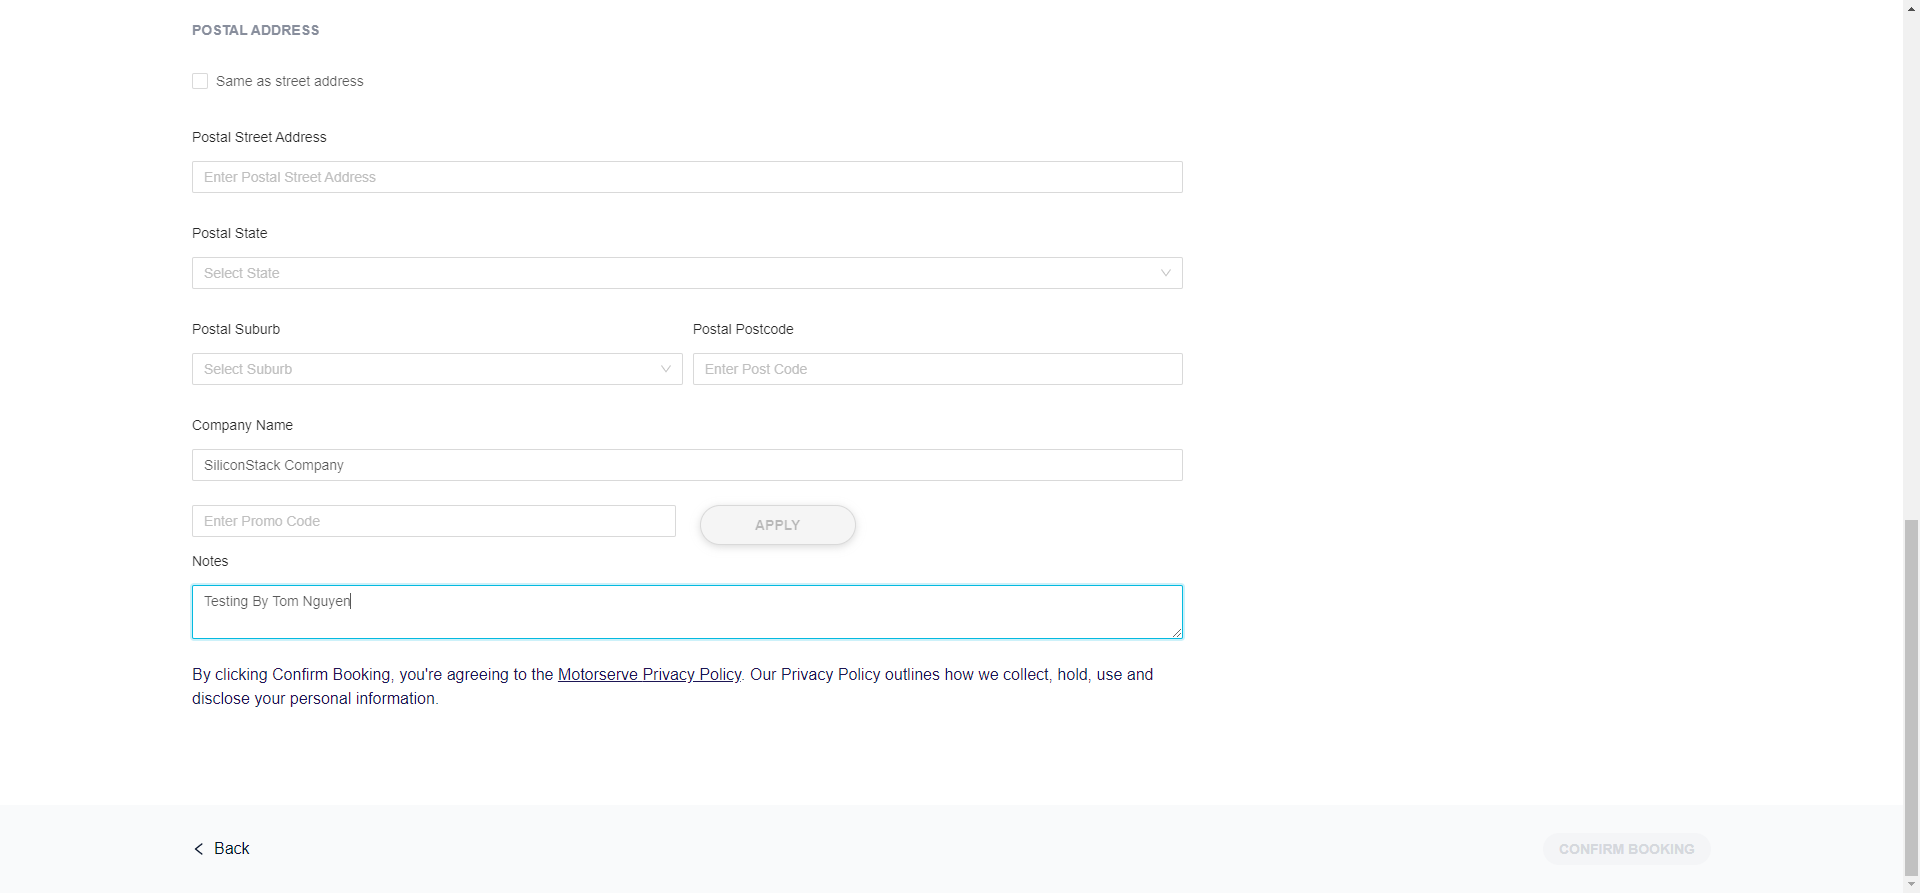 POSTAL ADDRESS
Same as street address
Postal Street Address
Enter Postal Street Address
Postal State
Select State
Postal Suburb
Postal Postcode
Select Suburb
Enter Post Code
Company Name
SiliconStack Company
Enter Promo Code
APPLY
Notes
Testing By Tom Nguyen
By clicking Confirm Booking, you're agreeing to the Motorserve Privacy Policy. Our Privacy Policy outlines how we collect, hold, use and
disclose your personal information.
Back
CONFIRM BOOKING